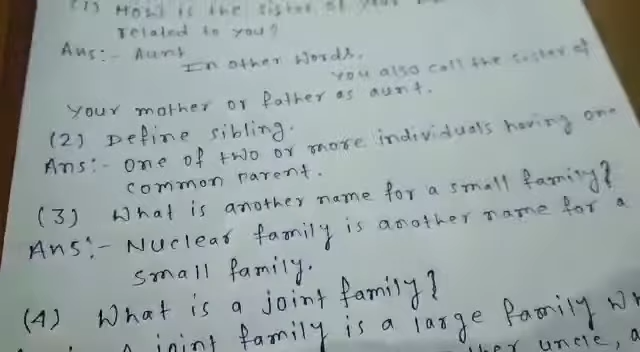 (1) How is the sister of your
related to you?
Ans:- Aunt
In other words,
you also call the sister of
your mother or father as aunt.
(2) Define sibling.
Ans:- one of two or more individuals having one
common parent.
(3) What is another name for a small family?
Ans:- Nuclear family is another name for a
small family.
(4) What is a joint family?
joint family is a large family
uncle, a